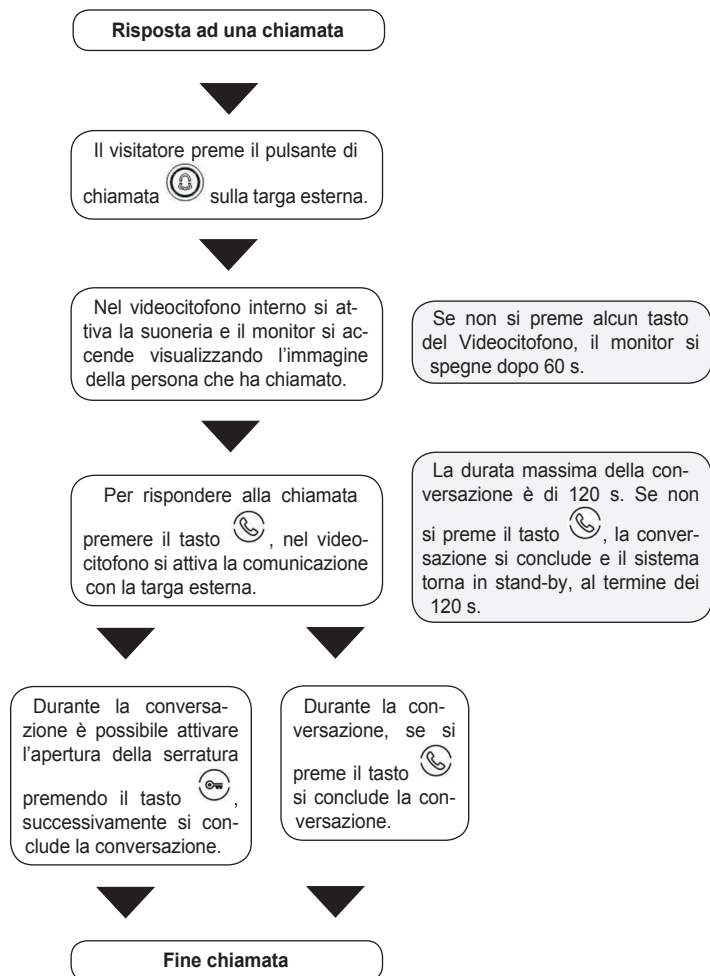 Risposta ad una chiamata
Il visitatore preme il pulsante di
chiamata sulla targa esterna.
Nel videocitofono interno si at-
tiva la suoneria e il monitor si ac-
cende visualizzando l'immagine
della persona che ha chiamato.
Se non si preme alcun tasto
del Videocitofono, il monitor si
spegne dopo 60 s.
Per rispondere alla chiamata
premere il tasto , nel video-
citofono si attiva la comunicazione
con la targa esterna.
La durata massima della con-
versazione è di 120 s. Se non
si preme il tasto , la conver-
sazione si conclude e il sistema
torna in stand-by, al termine dei
120 s.
Durante la conversa-
zione è possibile attivare
l'apertura della serratura
premendo il tasto ,
successivamente si con-
clude la conversazione.
Durante la con-
versazione, se si
preme il tasto
si conclude la con-
versazione.
Fine chiamata